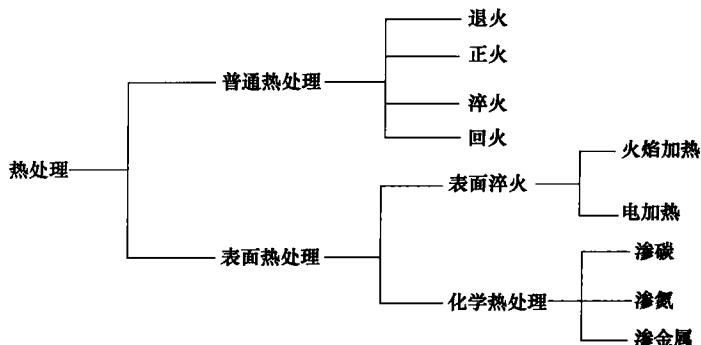 热处理
普通热处理
退火
正火
淬火
回火
表面热处理
表面淬火
火焰加热
电加热
化学热处理
渗碳
渗氮
渗金属